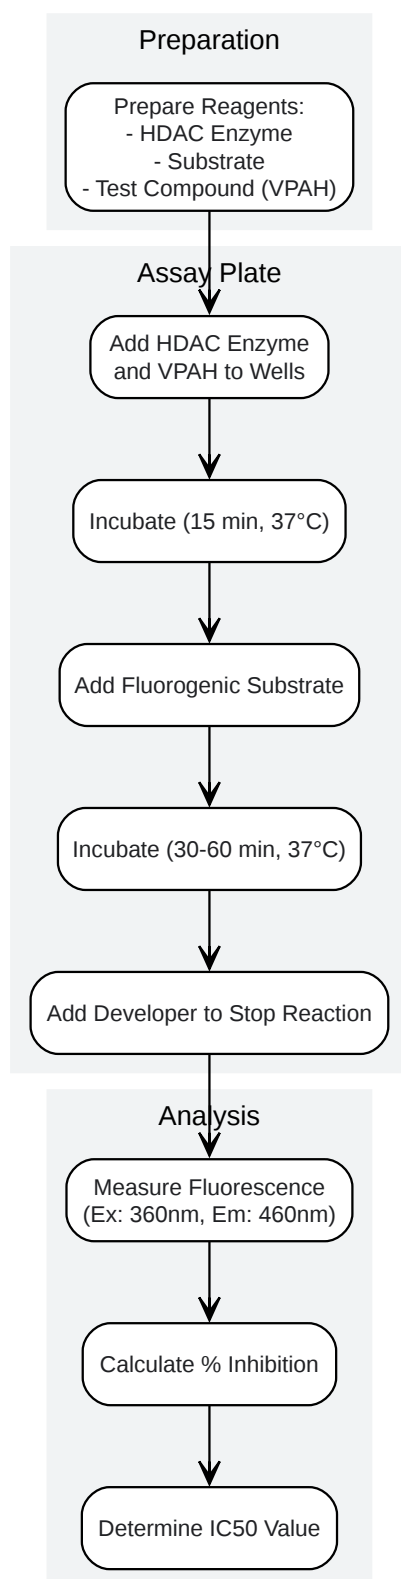 Preparation
Prepare Reagents:
- HDAC Enzyme
- Substrate
- Test Compound (VPAH)
Assay Plate
Add HDAC Enzyme
and VPAH to Wells
Incubate (15 min, 37°C)
Add Fluorogenic Substrate
Incubate (30-60 min, 37°C)
Add Developer to Stop Reaction
Analysis
Measure Fluorescence
(Ex: 360nm, Em: 460nm)
Calculate % Inhibition
Determine IC50 Value